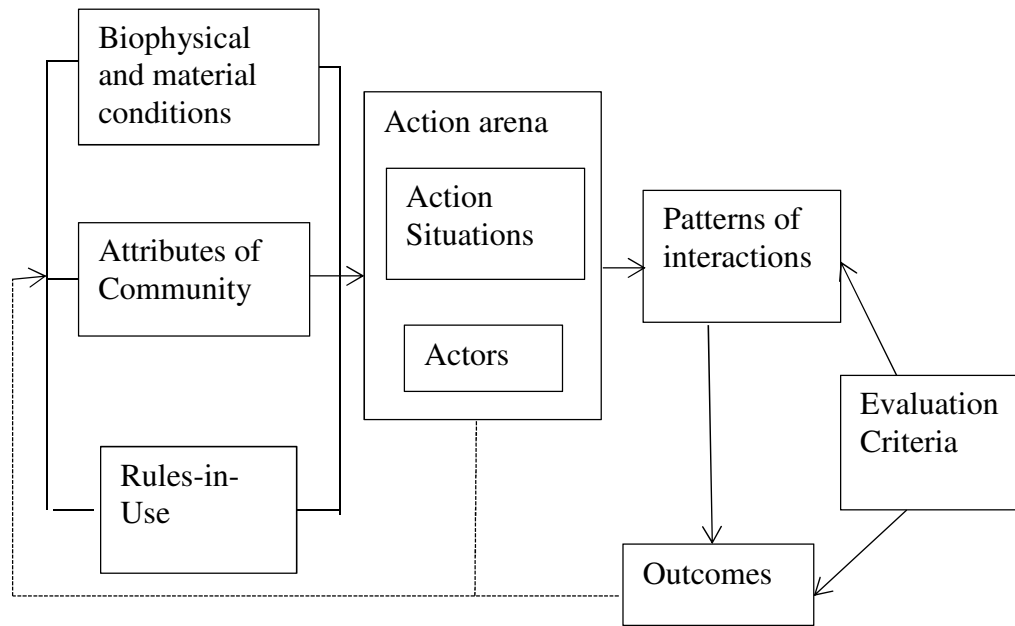 Biophysical
and material
conditions
Attributes of
Community
Rules-in-
Use
Action arena
Action
Situations
Actors
Patterns of
interactions
Evaluation
Criteria
Outcomes